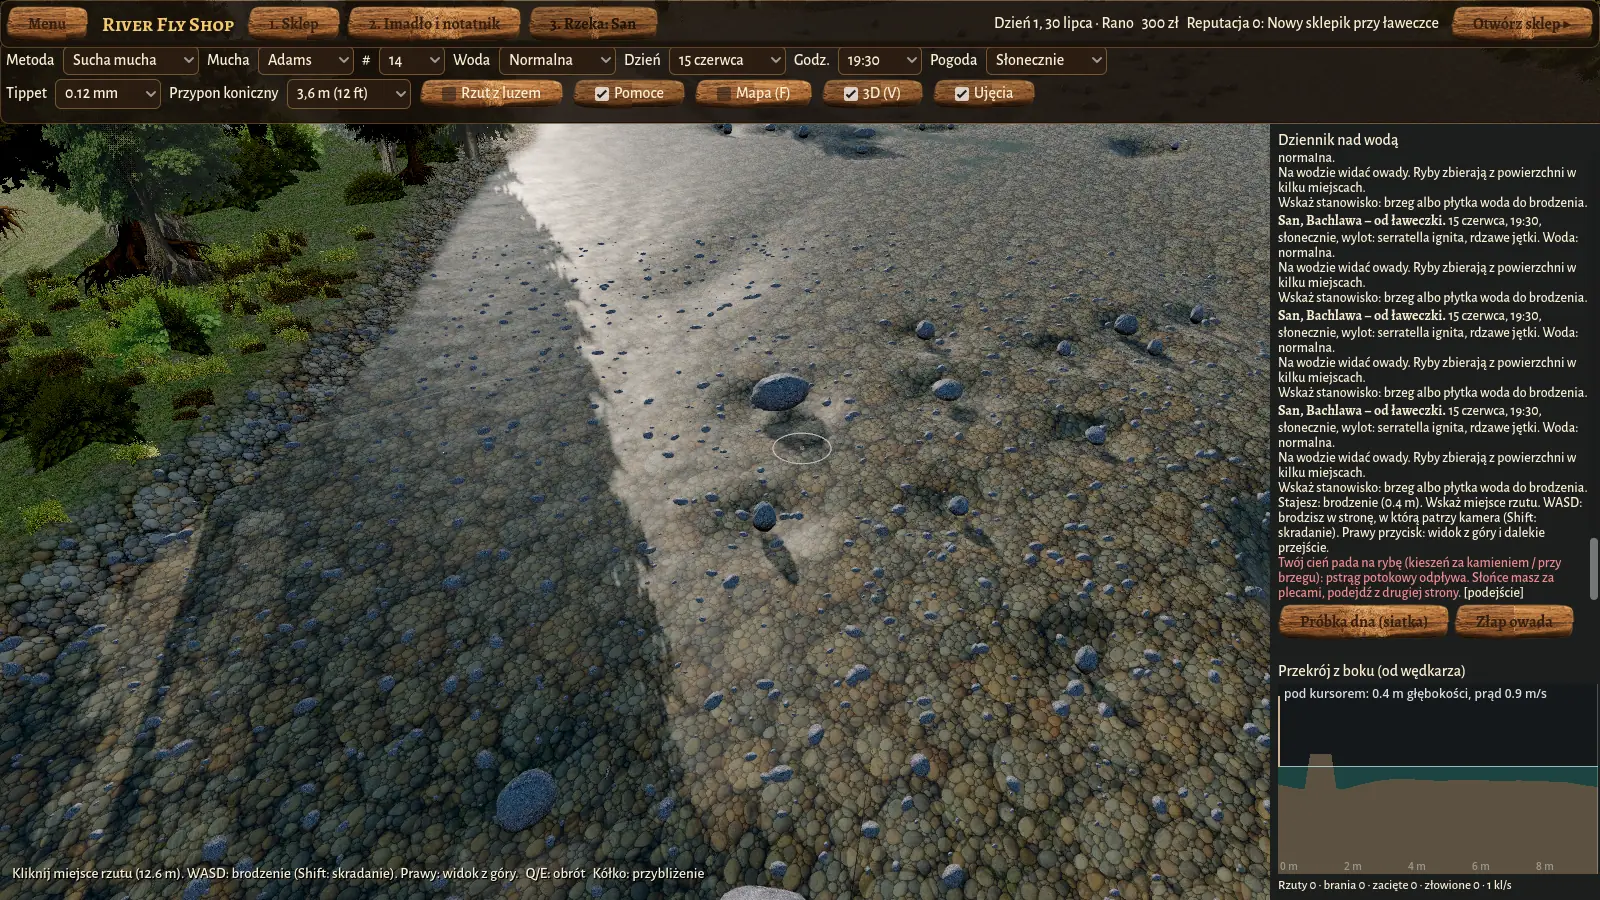 Menu
River Fly Shop
1. Sklep
2. Imadło i notatnik
3. Rzeka: San
Dzień 1, 30 lipca · Rano 300 zł Reputacja 0: Nowy sklepik przy ławeczce
Otwórz sklep ▸
Metoda Sucha mucha Mucha Adams # 14 Woda Normalna Dzień 15 czerwca Godz. 19:30 Pogoda Słonecznie
Tippet 0.12 mm Przypon koniczny 3,6 m (12 ft) Rzut z luzem Pomoce Mapa (F) 3D (V) Ujęcia
Dziennik nad wodą
normalna.
Na wodzie widać owady. Ryby zbierają z powierzchni w
kilku miejscach.
Wskaż stanowisko: brzeg albo płytka woda do brodzenia.
San, Bachlawa – od ławeczki. 15 czerwca, 19:30,
słonecznie, wylot: serratella ignita, rdzawe jętki. Woda:
normalna.
Na wodzie widać owady. Ryby zbierają z powierzchni w
kilku miejscach.
Wskaż stanowisko: brzeg albo płytka woda do brodzenia.
San, Bachlawa – od ławeczki. 15 czerwca, 19:30,
słonecznie, wylot: serratella ignita, rdzawe jętki. Woda:
normalna.
Na wodzie widać owady. Ryby zbierają z powierzchni w
kilku miejscach.
Wskaż stanowisko: brzeg albo płytka woda do brodzenia.
San, Bachlawa – od ławeczki. 15 czerwca, 19:30,
słonecznie, wylot: serratella ignita, rdzawe jętki. Woda:
normalna.
Na wodzie widać owady. Ryby zbierają z powierzchni w
kilku miejscach.
Wskaż stanowisko: brzeg albo płytka woda do brodzenia.
Stajesz: brodzenie (0.4 m). Wskaż miejsce rzutu. WASD:
brodzisz w stronę, w którą patrzy kamera (Shift:
skradanie). Prawy przycisk: widok z góry i dalekie
przejście.
Twój cień pada na rybę (kieszeń za kamieniem / przy
brzegu): pstrąg potokowy odpływa. Słońce masz za
plecami, podejdź z drugiej strony. [podejście]
Próbka dna (siatka)
Złap owada
Przekrój z boku (od wędkarza)
pod kursorem: 0.4 m głębokości, prąd 0.9 m/s
0 m 2 m 4 m 6 m 8 m
Rzuty 0 · brania 0 · zacięte 0 · złowione 0 · 1 kl/s
Kliknij miejsce rzutu (12.6 m). WASD: brodzenie (Shift: skradanie). Prawy: widok z góry. Q/E: obrót Kółko: przybliżenie